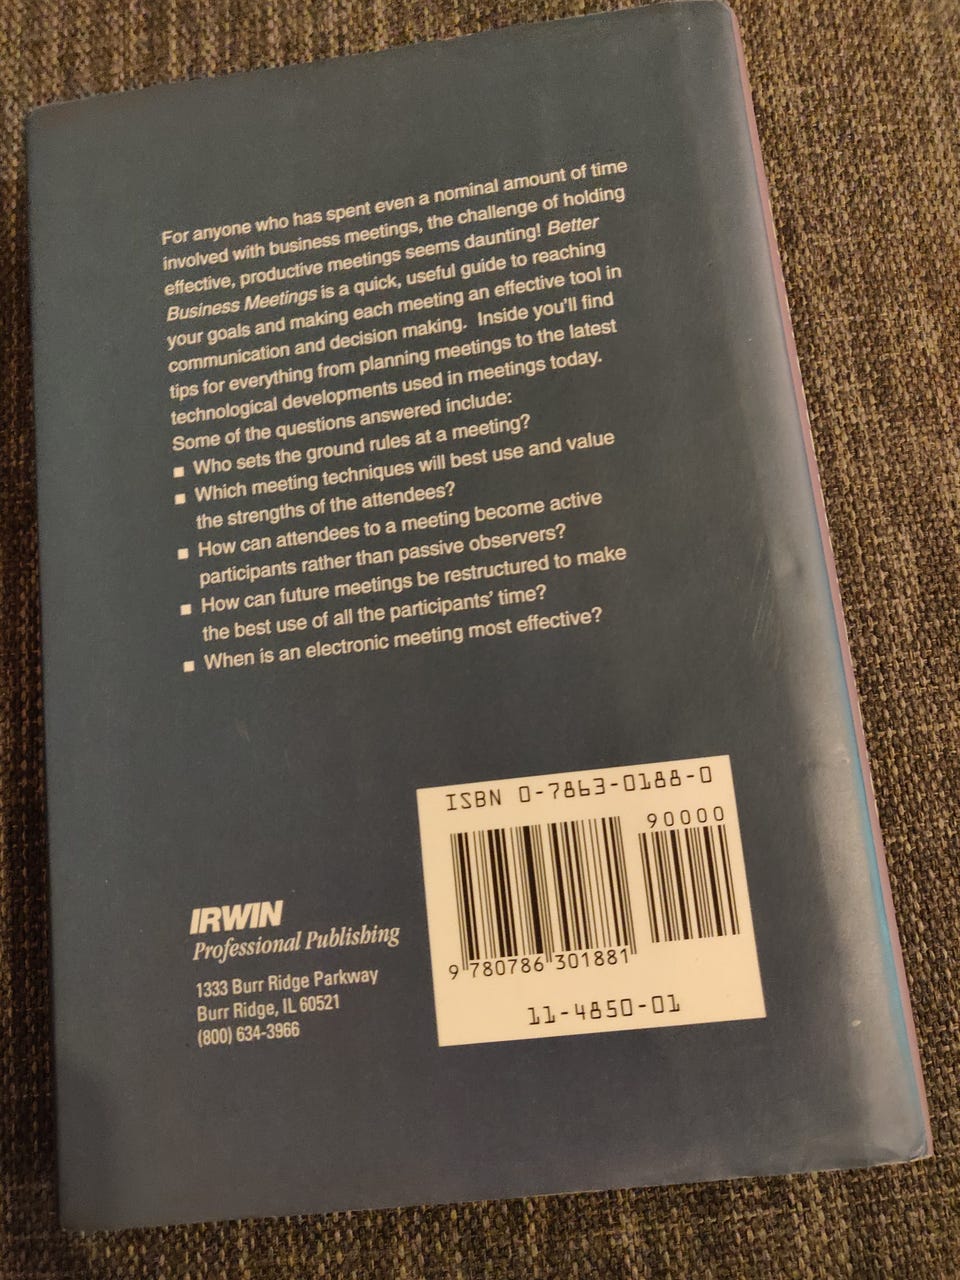 For anyone who has spent even a nominal amount of time
involved with business meetings, the challenge of holding
effective, productive meetings seems daunting! Better
Business Meetings is a quick, useful guide to reaching
your goals and making each meeting an effective tool in
communication and decision making. Inside you'll find
tips for everything from planning meetings to the latest
technological developments used in meetings today.
Some of the questions answered include:
■ Who sets the ground rules at a meeting?
■ Which meeting techniques will best use and value
the strengths of the attendees?
■ How can attendees to a meeting become active
participants rather than passive observers?
■ How can future meetings be restructured to make
the best use of all the participants' time?
■ When is an electronic meeting most effective?
IRWIN
Professional Publishing
1333 Burr Ridge Parkway
Burr Ridge, IL 60521
(800) 634-3966
ISBN 0-7863-0188-0
90000
9 780786 301881
11-4850-01